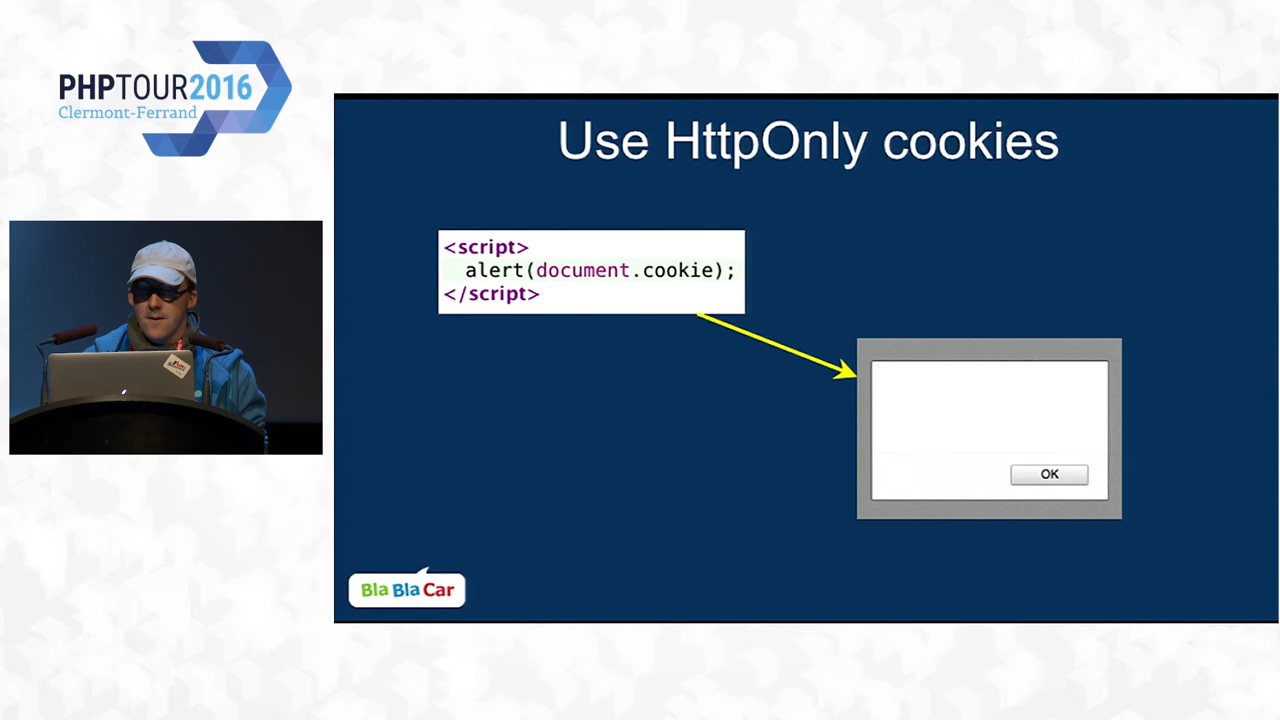 PHPTOUR2016
Clermont-Ferrand
Use HttpOnly cookies
<script>
alert(document.cookie);
</script>
OK
BlaBlaCar